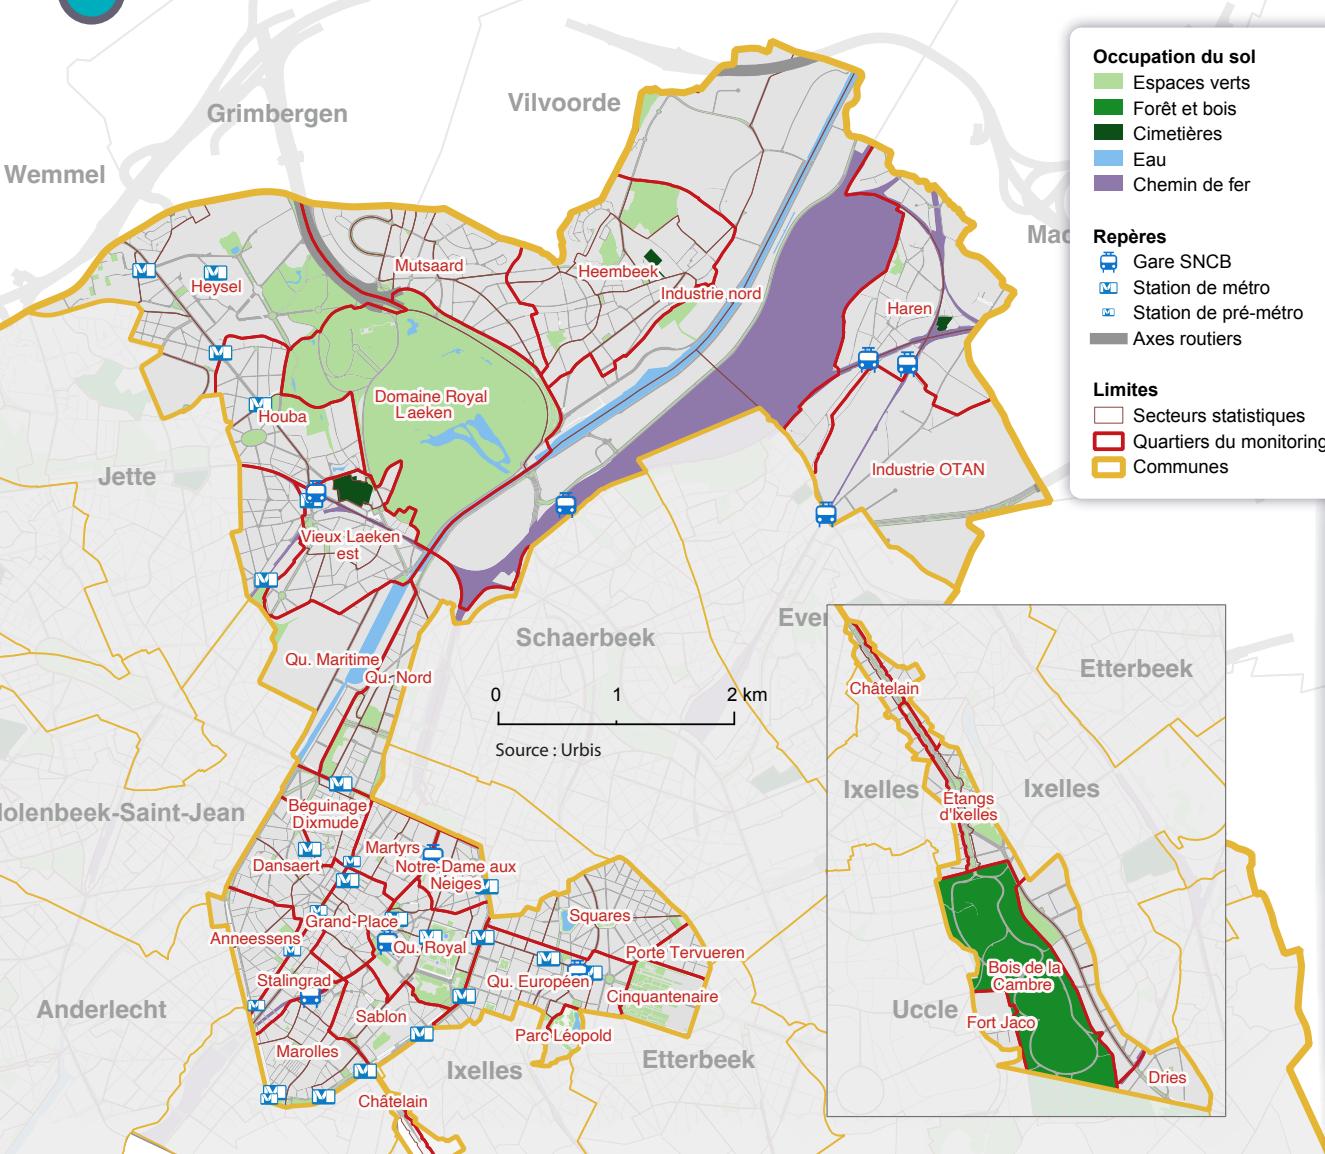 Occupation du sol
Espaces verts
Forêt et bois
Cimetières
Eau
Chemin de fer
Repères
Gare SNCB
Station de métro
Station de pré-métro
Axes routiers
Limites
Secteurs statistiques
Quartiers du monitoring
Communes
Grimbergen
Vilvoorde
Wemmel
Mac
Mutsaard
Heembeek
Heysel
Industrie nord
Haren
Domaine Royal
Laeken
Houba
Jette
Industrie OTAN
Vieux Laeken
est
Schaerbeek
Ever
Qu. Maritime
Qu. Nord
0 1 2 km
Source : Urbis
Molenbeek-Saint-Jean
Béguinage
Dixmude
Martyrs
Dansaert
Notre-Dame aux
Neiges
Grand-Place
Squares
Anneessens
Qu. Royal
Porte Tervueren
Stalingrad
Qu. Européen
Cinquantenaire
Sablon
Anderlecht
Parc Léopold
Marolles
Ixelles
Etterbeek
Châtelain
Etterbeek
Châtelain
Ixelles
Ixelles
Etangs
d'Ixelles
Bois de la
Cambre
Uccle
Fort Jaco
Dries